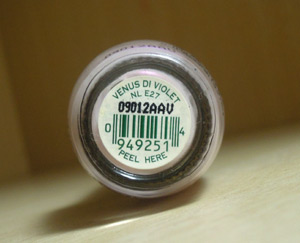 VENUS DI VIOLET
NL E27
09012AAV
0 949251 4
PEEL HERE